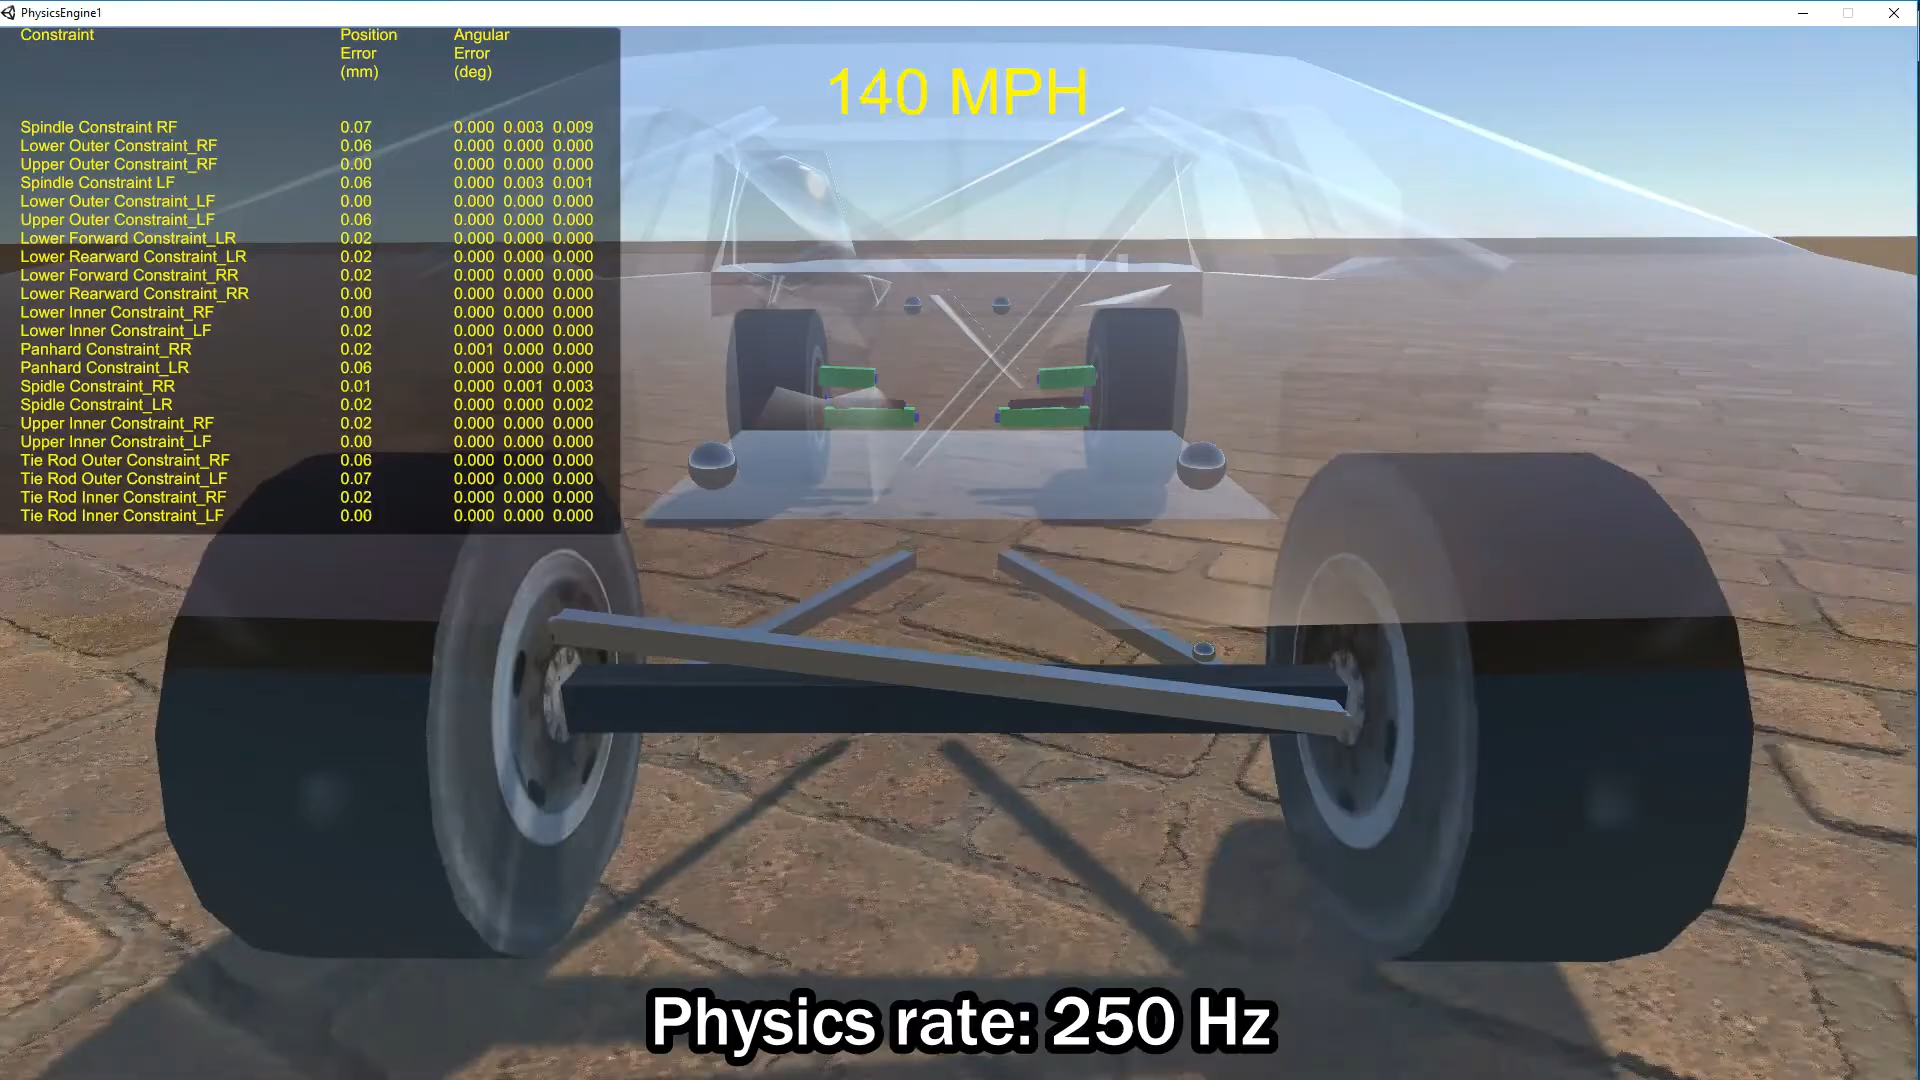 PhysicsEngine1
Constraint Position Error (mm) Angular Error (deg)
140 MPH
Spindle Constraint RF 0.07 0.000 0.003 0.009
Lower Outer Constraint_RF 0.06 0.000 0.000 0.000
Upper Outer Constraint_RF 0.00 0.000 0.000 0.000
Spindle Constraint LF 0.06 0.000 0.003 0.001
Lower Outer Constraint_LF 0.00 0.000 0.000 0.000
Upper Outer Constraint_LF 0.06 0.000 0.000 0.000
Lower Forward Constraint_LR 0.02 0.000 0.000 0.000
Lower Rearward Constraint_LR 0.02 0.000 0.000 0.000
Lower Forward Constraint_RR 0.02 0.000 0.000 0.000
Lower Rearward Constraint_RR 0.00 0.000 0.000 0.000
Lower Inner Constraint_RF 0.00 0.000 0.000 0.000
Lower Inner Constraint_LF 0.02 0.000 0.000 0.000
Panhard Constraint_RR 0.02 0.001 0.000 0.000
Panhard Constraint_LR 0.06 0.000 0.000 0.000
Spidle Constraint_RR 0.01 0.000 0.001 0.003
Spidle Constraint_LR 0.02 0.000 0.000 0.002
Upper Inner Constraint_RF 0.02 0.000 0.000 0.000
Upper Inner Constraint_LF 0.00 0.000 0.000 0.000
Tie Rod Outer Constraint_RF 0.06 0.000 0.000 0.000
Tie Rod Outer Constraint_LF 0.07 0.000 0.000 0.000
Tie Rod Inner Constraint_RF 0.02 0.000 0.000 0.000
Tie Rod Inner Constraint_LF 0.00 0.000 0.000 0.000
Physics rate: 250 Hz